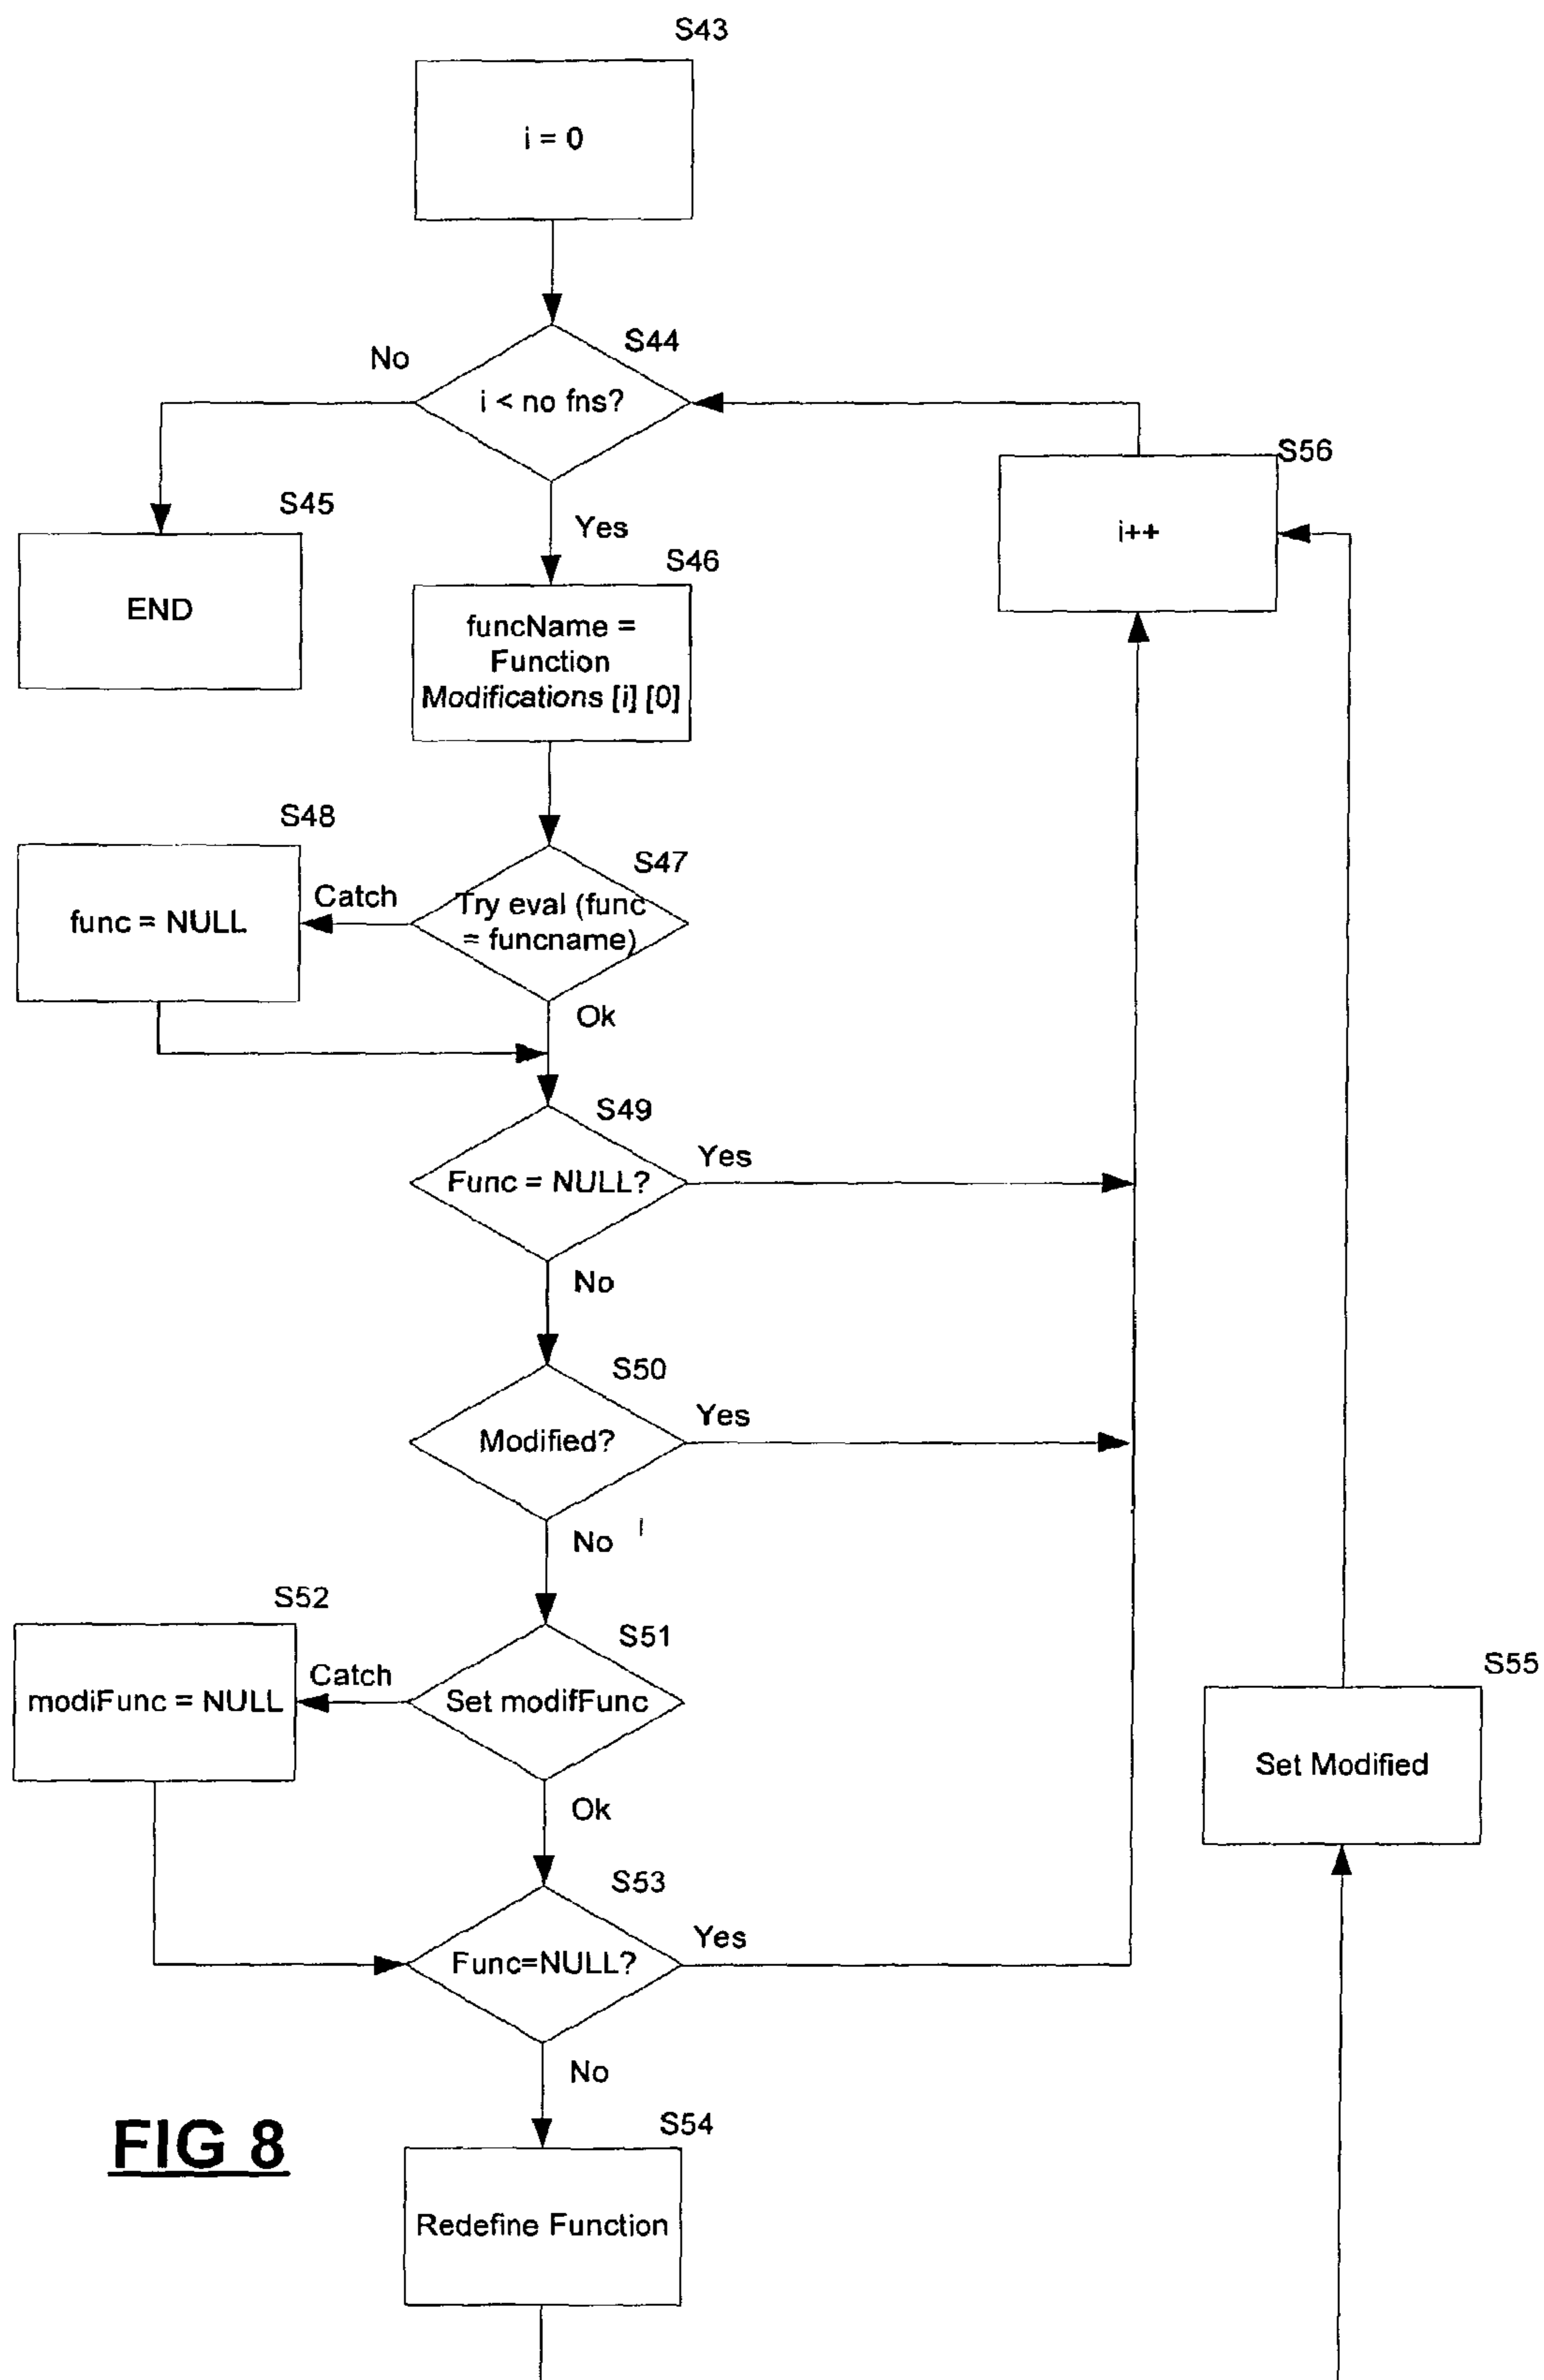 S43
i = 0
S44
No
i < no fns?
S56
i++
S45
END
Yes
S46
funcName =
Function
Modifications [i] [0]
S48
func = NULL
Catch
S47
Try eval (func
= funcname)
Ok
S49
Func = NULL?
Yes
No
S50
Modified?
Yes
No
S52
modiFunc = NULL
Catch
S51
Set modifFunc
Ok
S55
Set Modified
S53
Func=NULL?
Yes
No
S54
Redefine Function
FIG 8